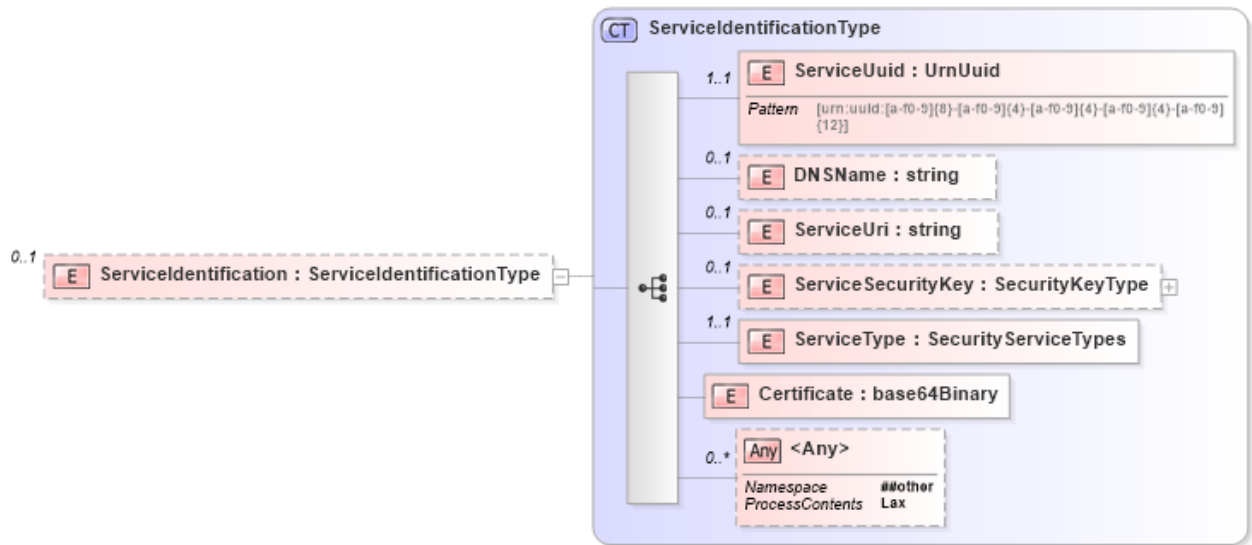 CT ServiceIdentificationType
1..1
E ServiceUuid : UrnUuid
Pattern [urn:uuid:[a-f0-9]{8}-[a-f0-9]{4}-[a-f0-9]{4}-[a-f0-9]{4}-[a-f0-9]
{12}]
0..1
E DNSName : string
0..1
E ServiceUri : string
0..1
E ServiceIdentification : ServiceIdentificationType
0..1
E ServiceSecurityKey : SecurityKeyType
1..1
E ServiceType : SecurityServiceTypes
E Certificate : base64Binary
0..*
Any <Any>
Namespace ##other
ProcessContents Lax